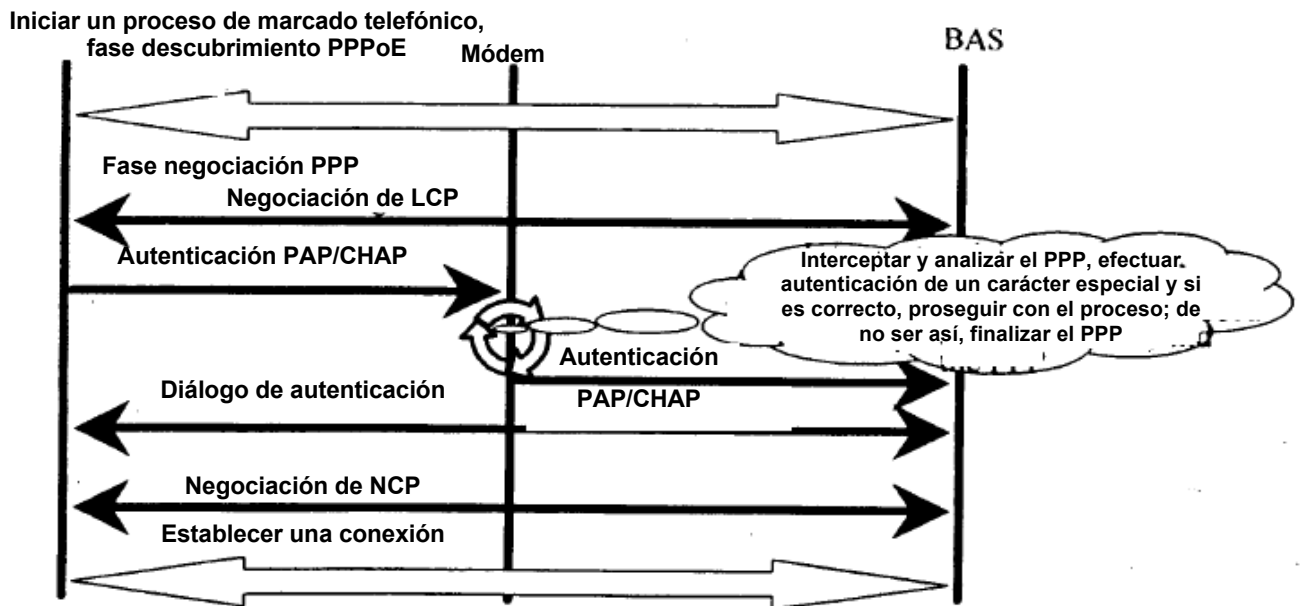 Iniciar un proceso de marcado telefónico,
fase descubrimiento PPPoE
Módem
BAS
Fase negociación PPP
Negociación de LCP
Autenticación PAP/CHAP
Interceptar y analizar el PPP, efectuar
autenticación de un carácter especial y si
es correcto, proseguir con el proceso; de
no ser así, finalizar el PPP
Autenticación
PAP/CHAP
Diálogo de autenticación
Negociación de NCP
Establecer una conexión